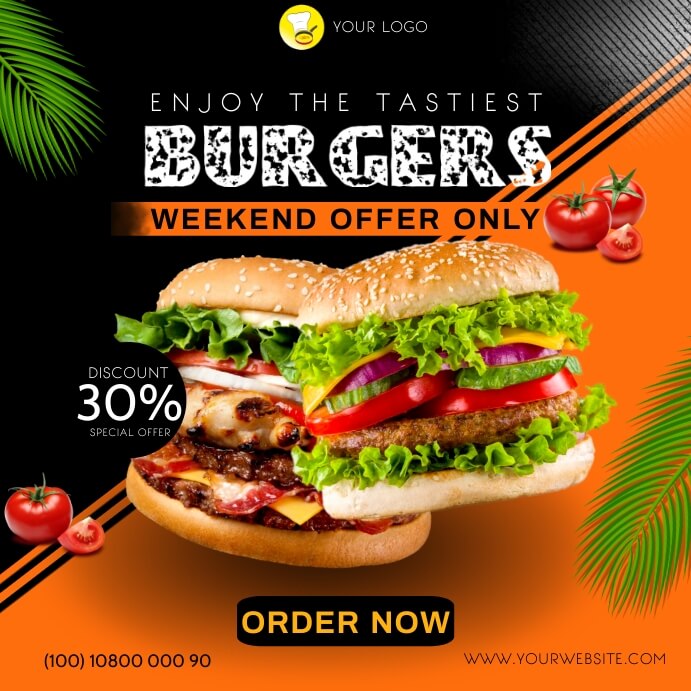 YOUR LOGO
ENJOY THE TASTIEST
BURGERS
WEEKEND OFFER ONLY
DISCOUNT
30%
SPECIAL OFFER
ORDER NOW
(100) 10800 000 90
WWW.YOURWEBSITE.COM